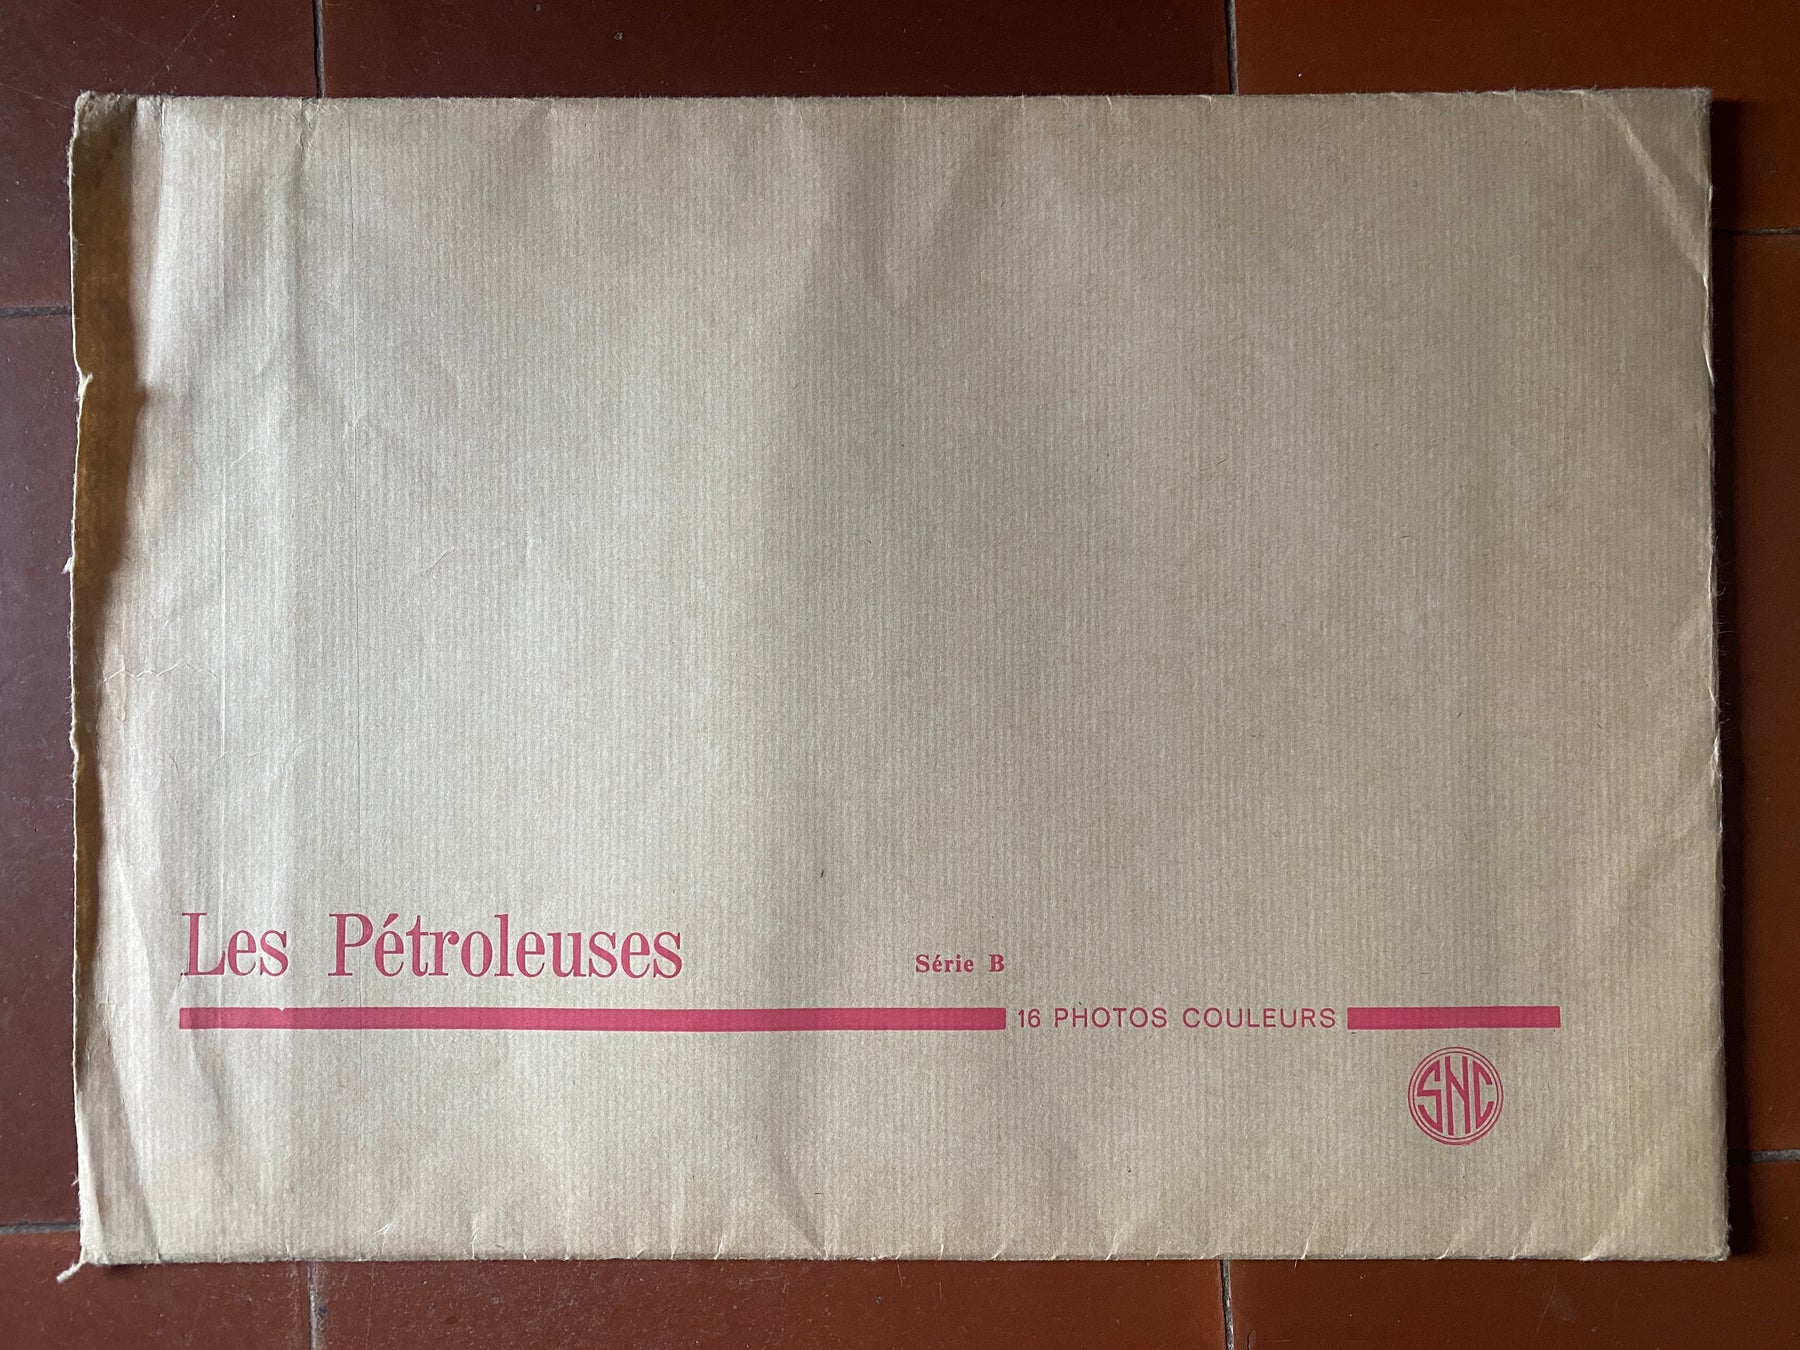 Les Pétroleuses
Série B
16 PHOTOS COULEURS
SNC